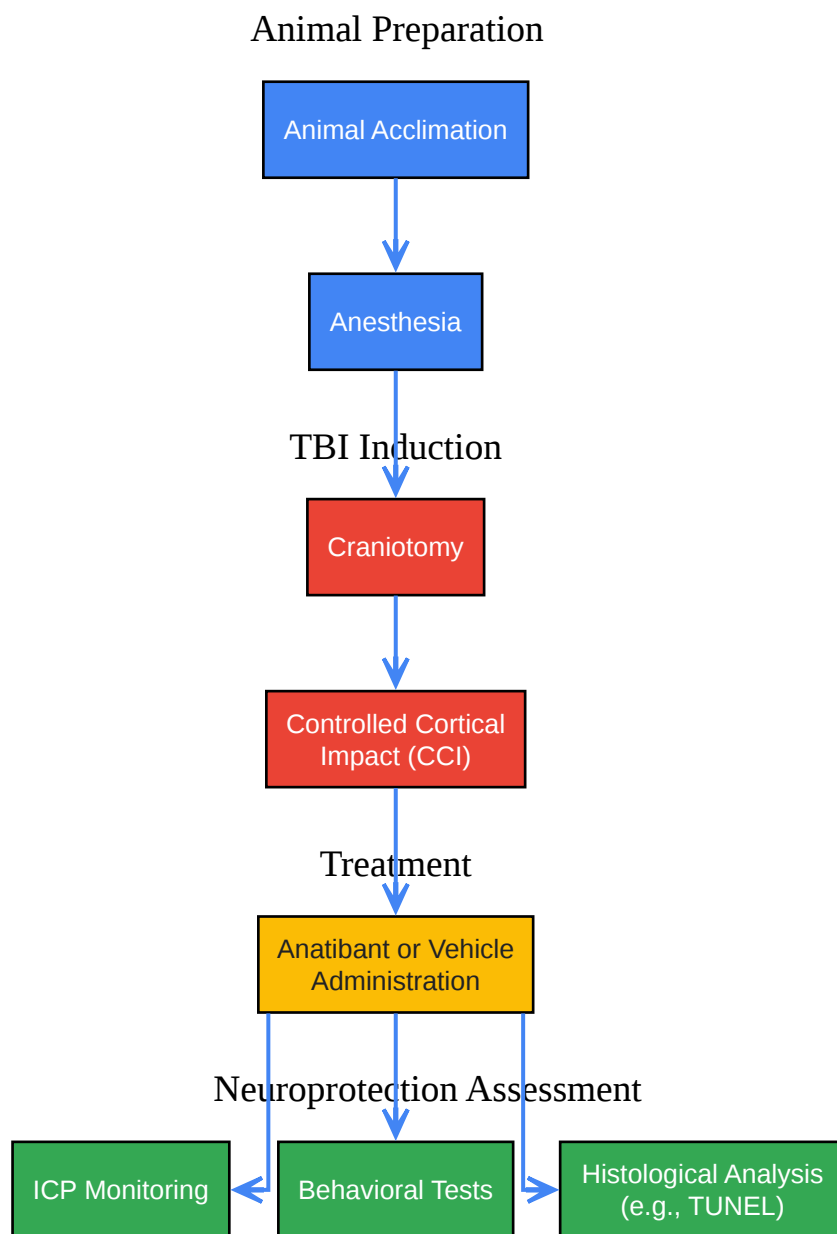 Animal Preparation
Animal Acclimation
Anesthesia
TBI Induction
Craniotomy
Controlled Cortical
Impact (CCI)
Treatment
Anatibant or Vehicle
Administration
Neuroprotection Assessment
ICP Monitoring
Behavioral Tests
Histological Analysis
(e.g., TUNEL)